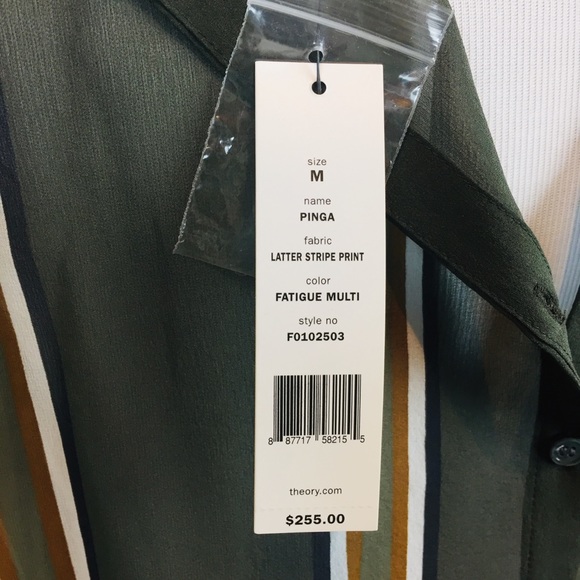 size
M
name
PINGA
fabric
LATTER STRIPE PRINT
color
FATIGUE MULTI
style no
F0102503
8 87717 58215 5
theory.com
$255.00